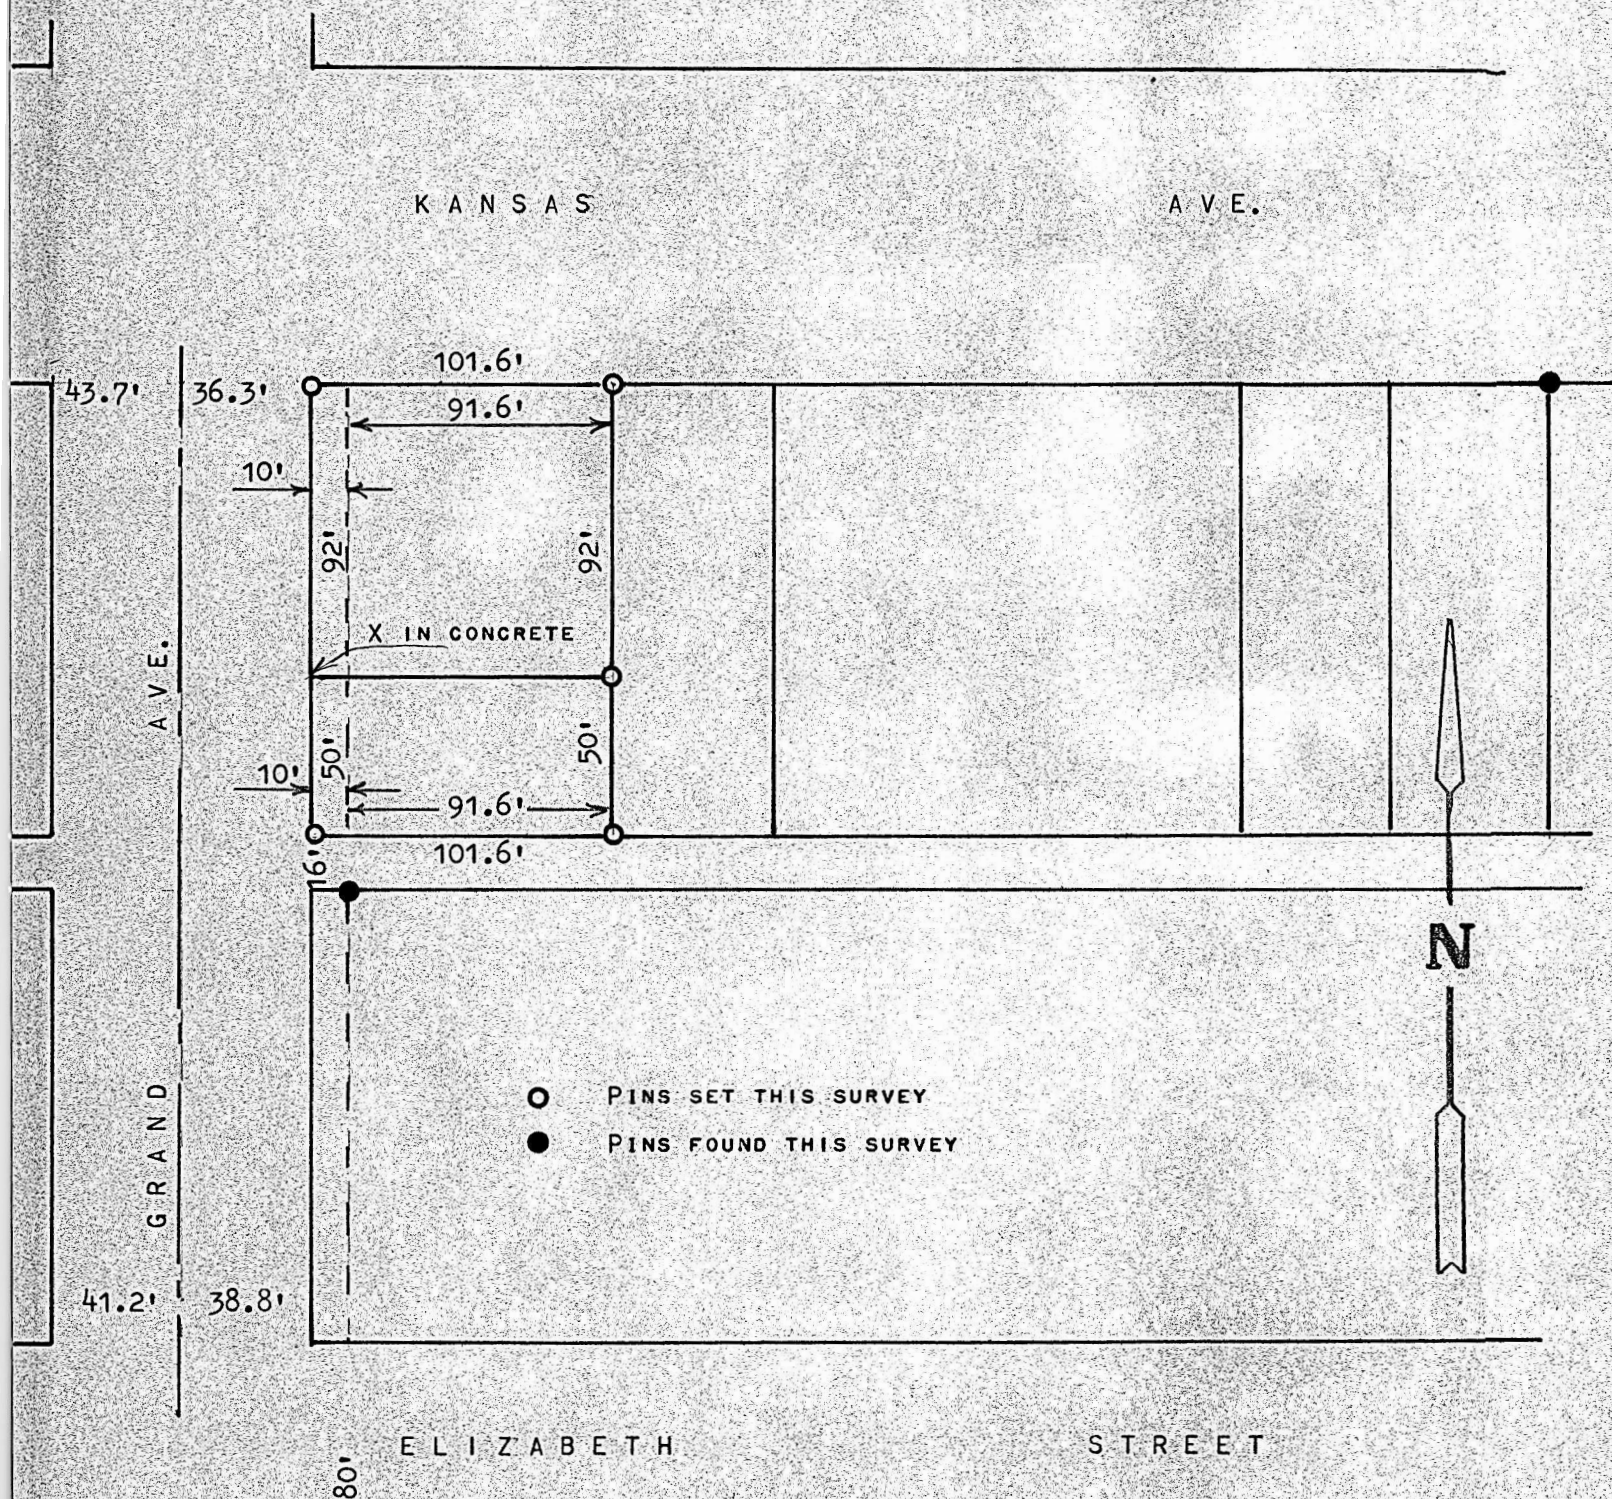 KANSAS AVE.
101.6'
43.7' 36.3'
91.6'
10'
92' 92'
X IN CONCRETE
AVE.
50' 50'
10'
91.6'
101.6'
16'
N
PINS SET THIS SURVEY
GRAND
PINS FOUND THIS SURVEY
41.2' 38.8'
ELIZABETH STREET
80'